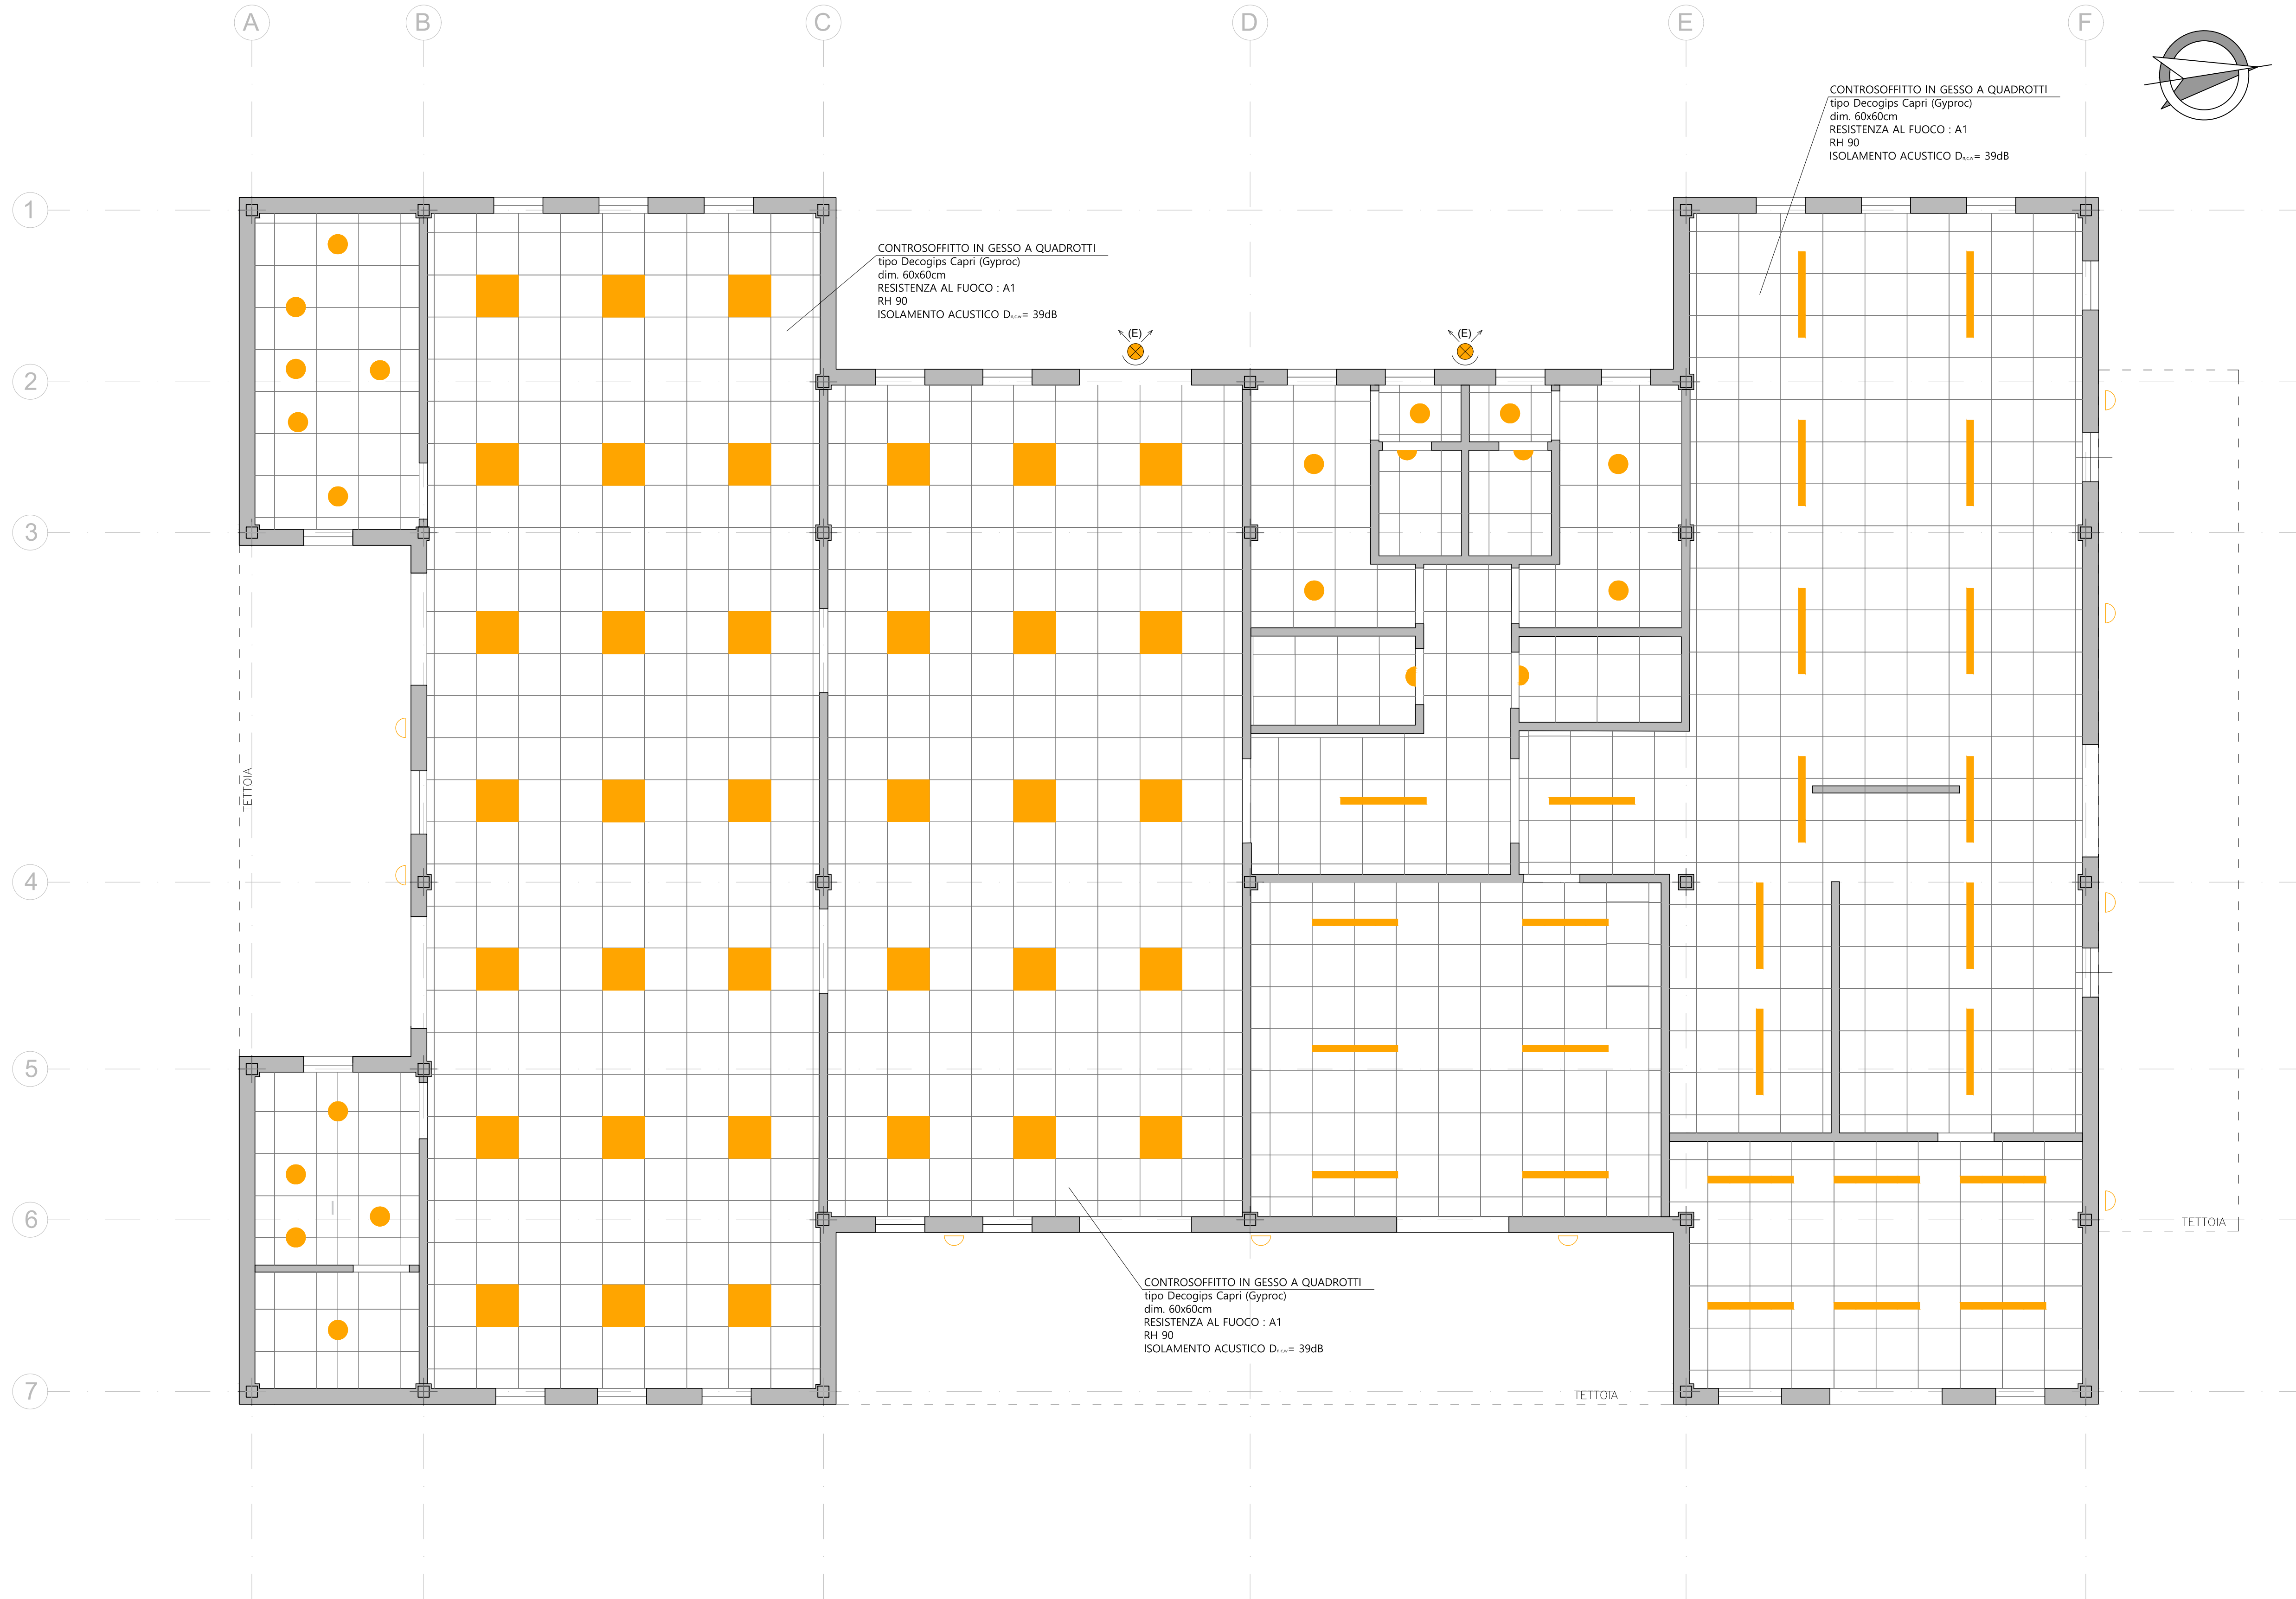 A B C D E F
CONTROSOFFITTO IN GESSO A QUADROTTI
tipo Decogips Capri (Gyproc)
dim. 60x60cm
RESISTENZA AL FUOCO : A1
RH 90
ISOLAMENTO ACUSTICO Dn,c,w= 39dB
1
CONTROSOFFITTO IN GESSO A QUADROTTI
tipo Decogips Capri (Gyproc)
dim. 60x60cm
RESISTENZA AL FUOCO : A1
RH 90
ISOLAMENTO ACUSTICO Dn,c,w= 39dB
(E) (E)
2
3
TETTOIA
4
5
6
TETTOIA
CONTROSOFFITTO IN GESSO A QUADROTTI
tipo Decogips Capri (Gyproc)
dim. 60x60cm
RESISTENZA AL FUOCO : A1
RH 90
ISOLAMENTO ACUSTICO Dn,c,w= 39dB
7
TETTOIA